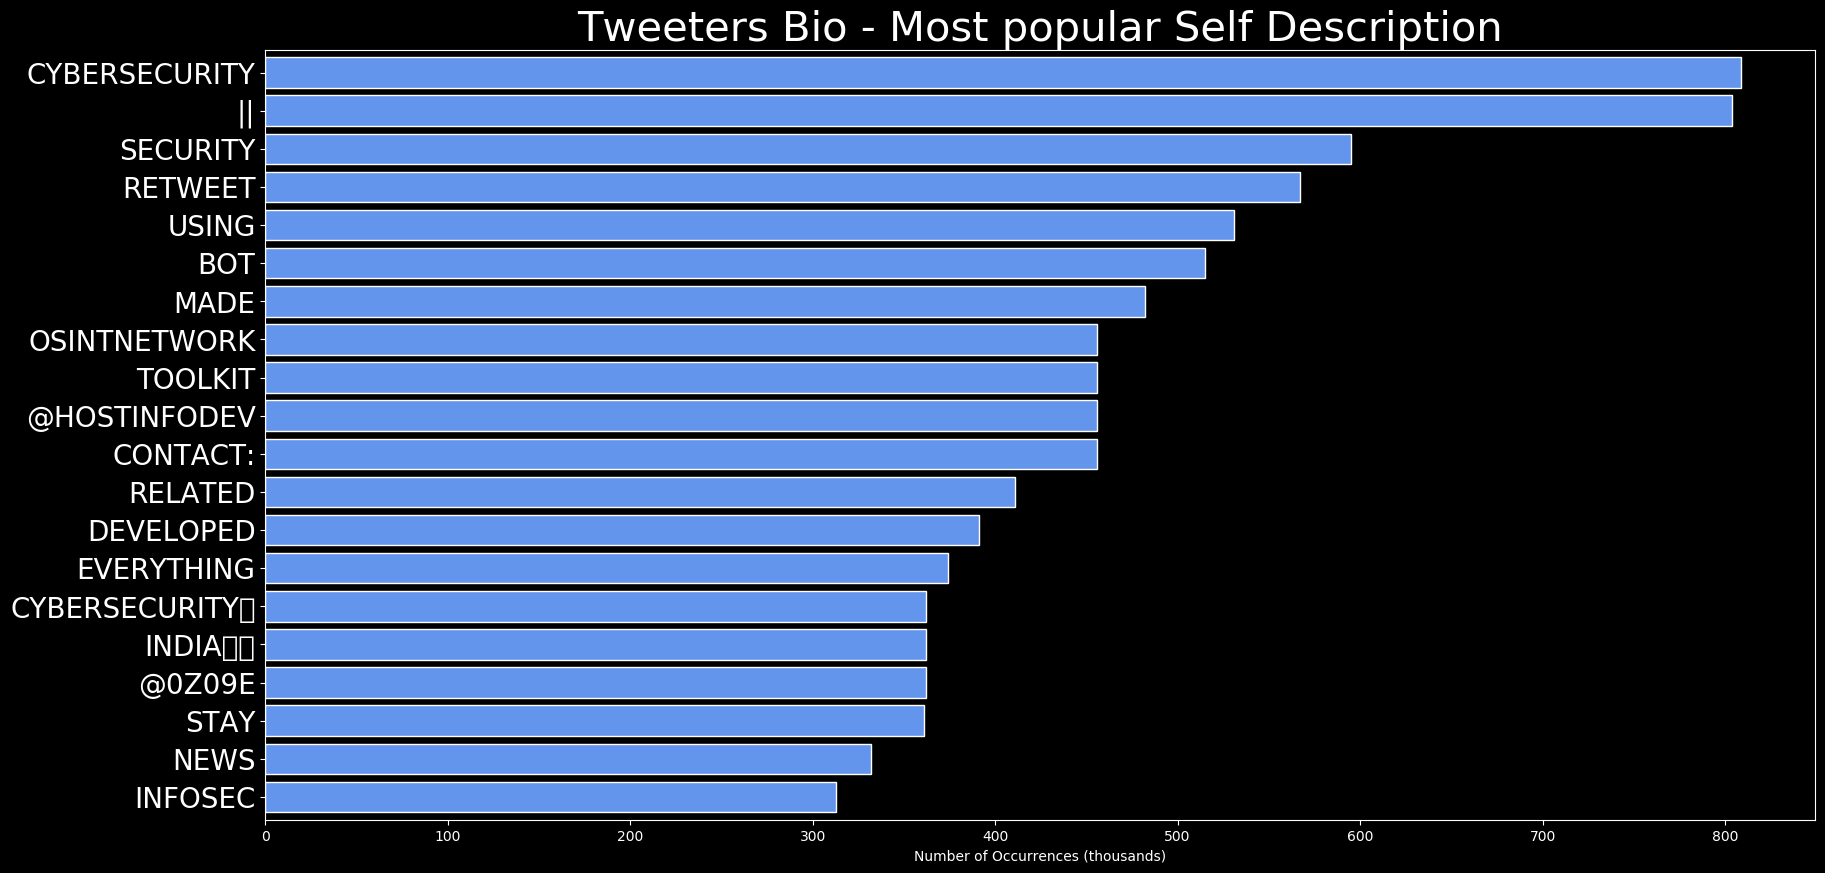 Tweeters Bio - Most popular Self Description
CYBERSECURITY
||
SECURITY
RETWEET
USING
BOT
MADE
OSINTNETWORK
TOOLKIT
@HOSTINFODEV
CONTACT:
RELATED
DEVELOPED
EVERYTHING
CYBERSECURITY▯
INDIA▯▯
@0Z09E
STAY
NEWS
INFOSEC
0 100 200 300 400 500 600 700 800
Number of Occurrences (thousands)